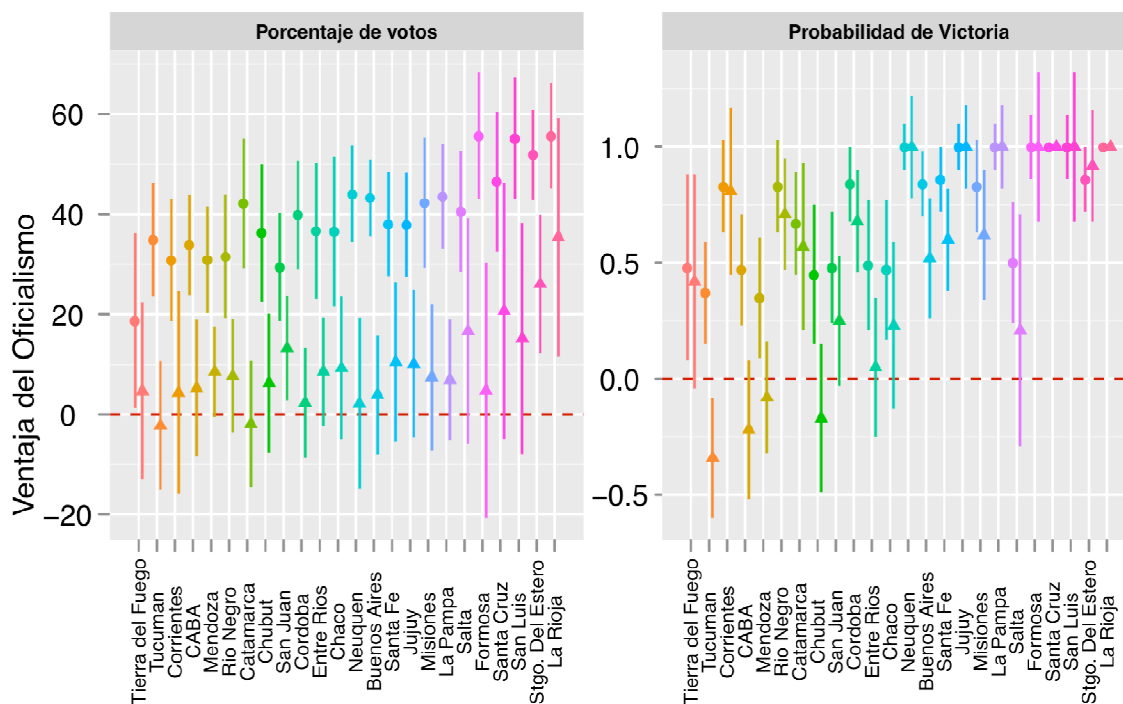 Porcentaje de votos
Probabilidad de Victoria
Ventaja del Oficialismo
60
40
20
0
−20
1.0
0.5
0.0
−0.5
Tierra del Fuego
Tucuman
Corrientes
CABA
Mendoza
Rio Negro
Catamarca
Chubut
San Juan
Cordoba
Entre Rios
Chaco
Neuquen
Buenos Aires
Santa Fe
Jujuy
Misiones
La Pampa
Salta
Formosa
Santa Cruz
San Luis
Stgo. Del Estero
La Rioja
Tierra del Fuego
Tucuman
Corrientes
CABA
Mendoza
Rio Negro
Catamarca
Chubut
San Juan
Cordoba
Entre Rios
Chaco
Neuquen
Buenos Aires
Santa Fe
Jujuy
Misiones
La Pampa
Salta
Formosa
Santa Cruz
San Luis
Stgo. Del Estero
La Rioja